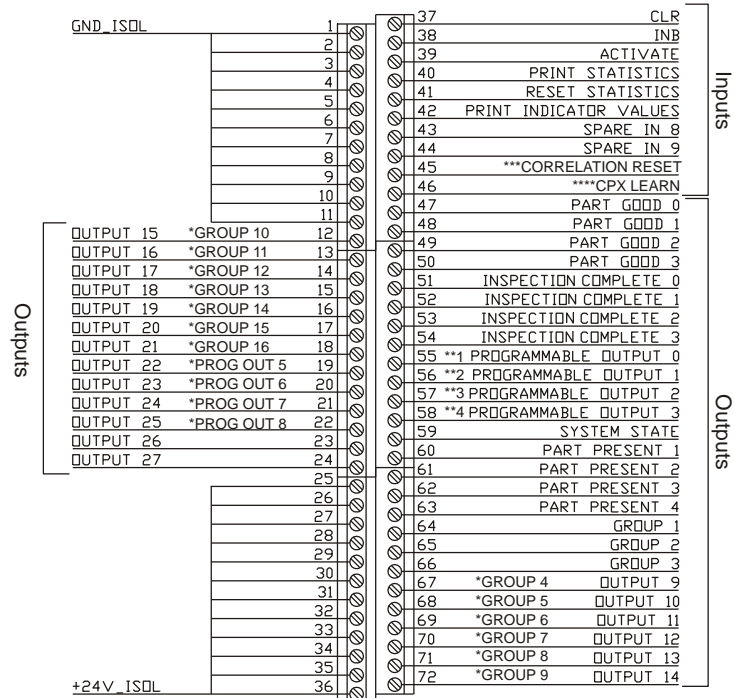 GND_ISOL 1
2
3
4
5
6
7
8
9
10
11
OUTPUT 15 *GROUP 10 12
OUTPUT 16 *GROUP 11 13
OUTPUT 17 *GROUP 12 14
OUTPUT 18 *GROUP 13 15
OUTPUT 19 *GROUP 14 16
OUTPUT 20 *GROUP 15 17
OUTPUT 21 *GROUP 16 18
OUTPUT 22 *PROG OUT 5 19
OUTPUT 23 *PROG OUT 6 20
OUTPUT 24 *PROG OUT 7 21
OUTPUT 25 *PROG OUT 8 22
OUTPUT 26 23
OUTPUT 27 24
Outputs
25
26
27
28
29
30
31
32
33
34
35
+24V_ISOL 36
37 CLR
38 INB
39 ACTIVATE
40 PRINT STATISTICS
41 RESET STATISTICS
42 PRINT INDICATOR VALUES
43 SPARE IN 8
44 SPARE IN 9
45 ***CORRELATION RESET
46 ****CPX LEARN
Inputs
47 PART GOOD 0
48 PART GOOD 1
49 PART GOOD 2
50 PART GOOD 3
51 INSPECTION COMPLETE 0
52 INSPECTION COMPLETE 1
53 INSPECTION COMPLETE 2
54 INSPECTION COMPLETE 3
55 **1 PROGRAMMABLE OUTPUT 0
56 **2 PROGRAMMABLE OUTPUT 1
57 **3 PROGRAMMABLE OUTPUT 2
58 **4 PROGRAMMABLE OUTPUT 3
59 SYSTEM STATE
60 PART PRESENT 1
61 PART PRESENT 2
62 PART PRESENT 3
63 PART PRESENT 4
64 GROUP 1
65 GROUP 2
66 GROUP 3
67 *GROUP 4 OUTPUT 9
68 *GROUP 5 OUTPUT 10
69 *GROUP 6 OUTPUT 11
70 *GROUP 7 OUTPUT 12
71 *GROUP 8 OUTPUT 13
72 *GROUP 9 OUTPUT 14
Outputs